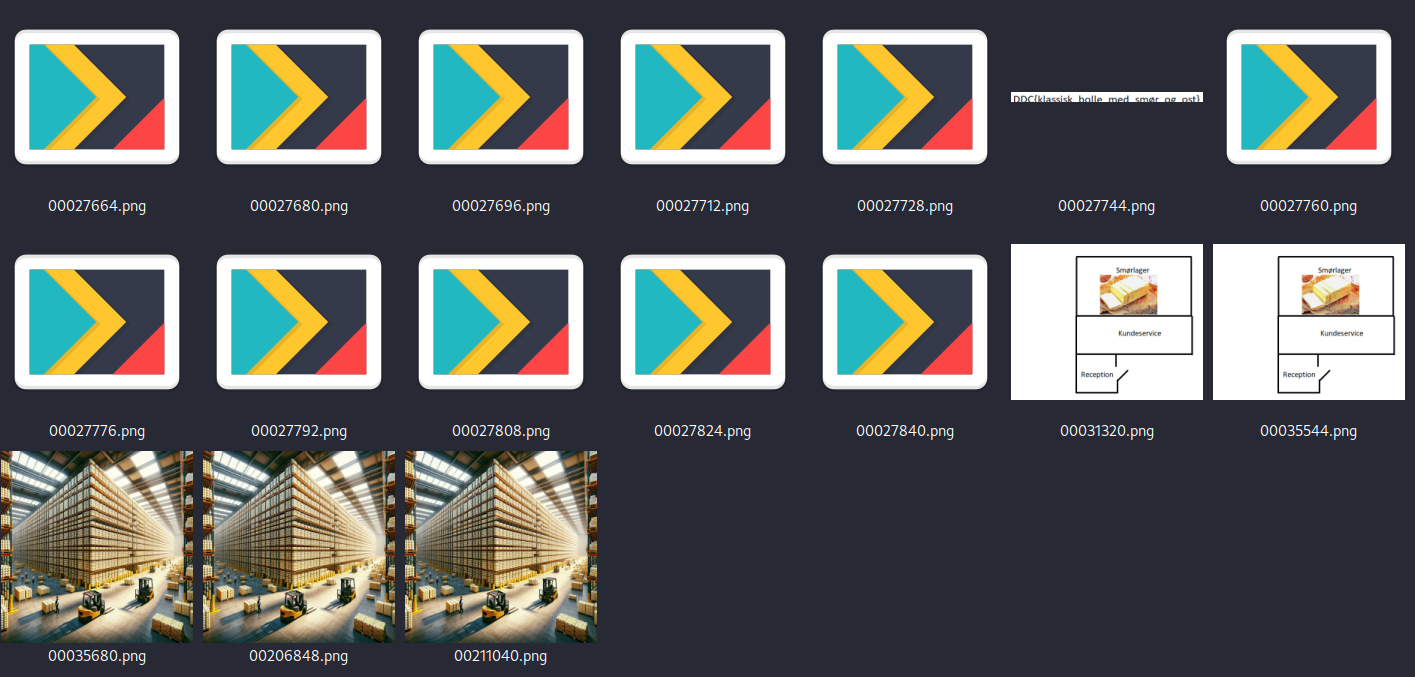 DDC{klassisk_bolle_med_smør_og_ost}
00027664.png 00027680.png 00027696.png 00027712.png 00027728.png 00027744.png 00027760.png
Smørlager Smørlager
Kundeservice Kundeservice
Reception Reception
00027776.png 00027792.png 00027808.png 00027824.png 00027840.png 00031320.png 00035544.png
00035680.png 00206848.png 00211040.png